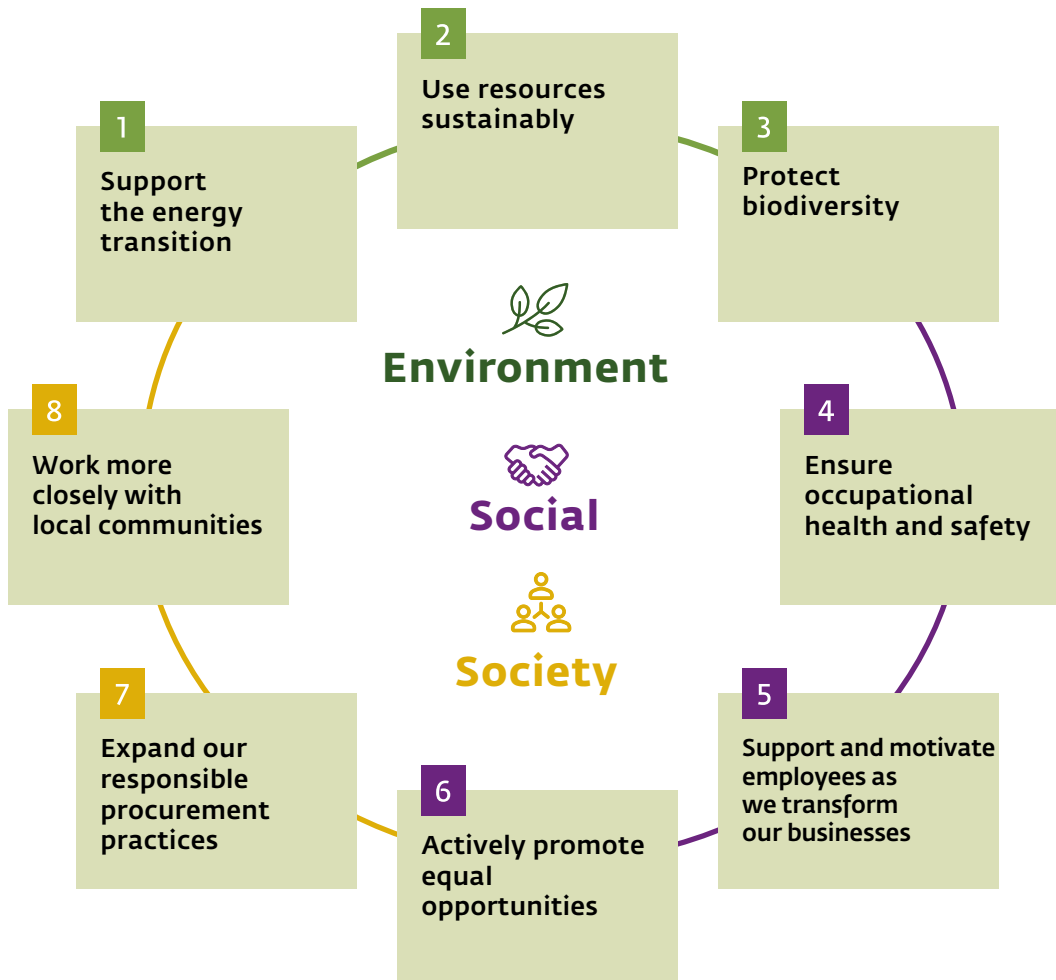 1
Support
the energy
transition
2
Use resources
sustainably
3
Protect
biodiversity
Environment
Social
Society
4
Ensure
occupational
health and safety
5
Support and motivate
employees as
we transform
our businesses
6
Actively promote
equal
opportunities
7
Expand our
responsible
procurement
practices
8
Work more
closely with
local communities